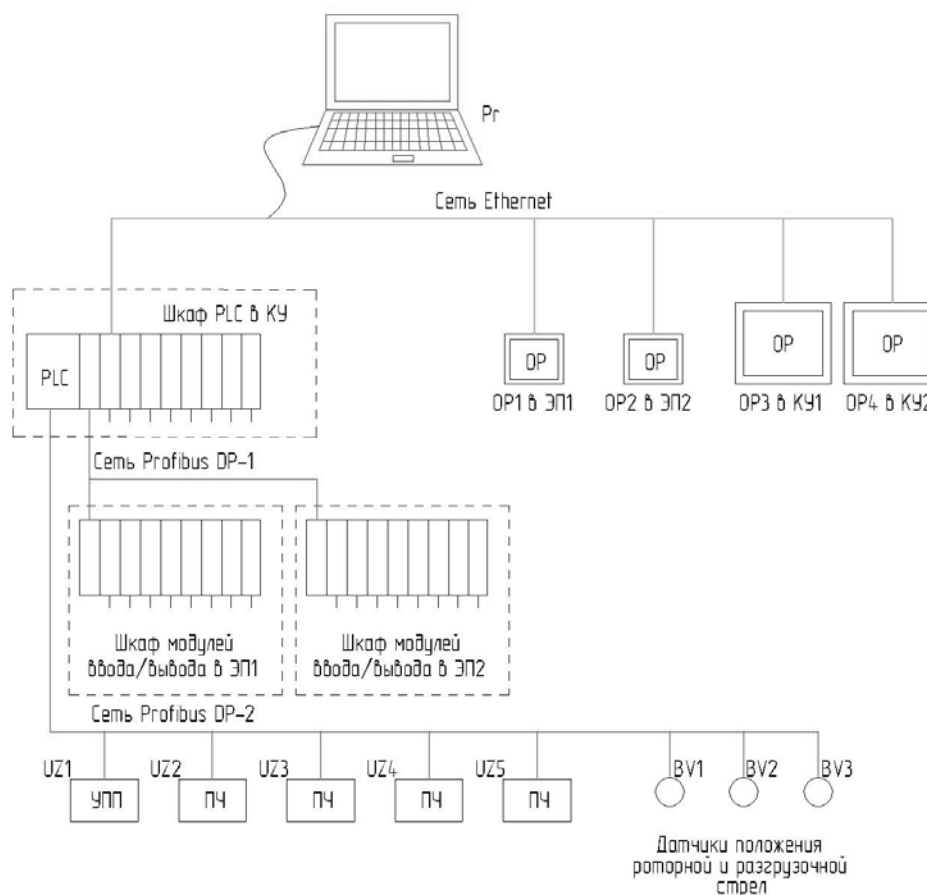 Pr
Сеть Ethernet
Шкаф PLC в КУ
PLC
OP
OP
OP
OP
OP1 в ЭП1
OP2 в ЭП2
OP3 в КУ1
OP4 в КУ2
Сеть Profibus DP-1
Шкаф модулей
ввода/вывода в ЭП1
Шкаф модулей
ввода/вывода в ЭП2
Сеть Profibus DP-2
UZ1
UZ2
UZ3
UZ4
UZ5
BV1
BV2
BV3
УПП
ПЧ
ПЧ
ПЧ
ПЧ
Датчики положения
роторной и разгрузочной
стрел